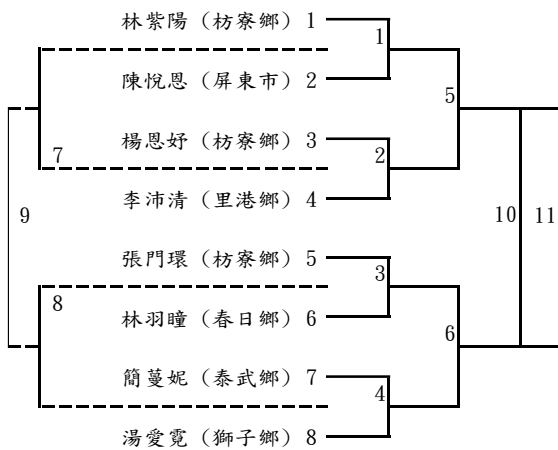 林紫陽（枋寮鄉）1
1
陳悅恩（屏東市）2
5
楊恩妤（枋寮鄉）3
7
2
李沛清（里港鄉）4
9
10
11
張門環（枋寮鄉）5
3
8
林羽瞳（春日鄉）6
6
簡蔓妮（泰武鄉）7
4
湯愛霓（獅子鄉）8